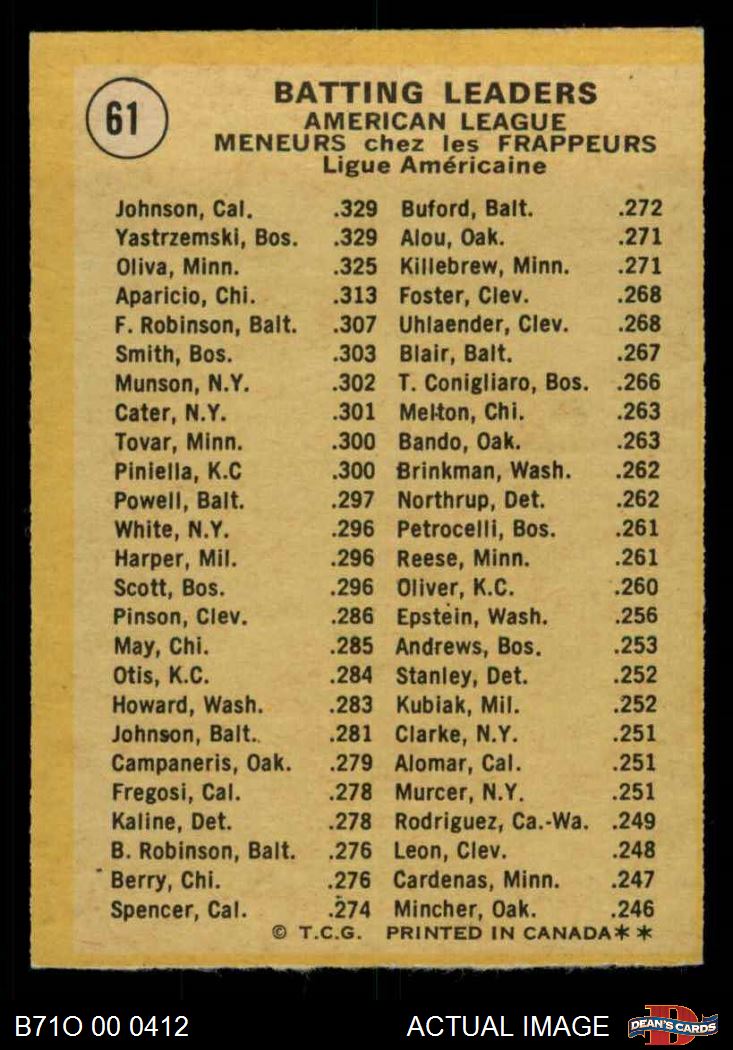 61
BATTING LEADERS
AMERICAN LEAGUE
MENEURS chez les FRAPPEURS
Ligue Américaine
Johnson, Cal. .329
Yastrzemski, Bos. .329
Oliva, Minn. .325
Aparicio, Chi. .313
F. Robinson, Balt. .307
Smith, Bos. .303
Munson, N.Y. .302
Cater, N.Y. .301
Tovar, Minn. .300
Piniella, K.C .300
Powell, Balt. .297
White, N.Y. .296
Harper, Mil. .296
Scott, Bos. .296
Pinson, Clev. .286
May, Chi. .285
Otis, K.C. .284
Howard, Wash. .283
Johnson, Balt. .281
Campaneris, Oak. .279
Fregosi, Cal. .278
Kaline, Det. .278
B. Robinson, Balt. .276
Berry, Chi. .276
Spencer, Cal. .274
Buford, Balt. .272
Alou, Oak. .271
Killebrew, Minn. .271
Foster, Clev. .268
Uhlaender, Clev. .268
Blair, Balt. .267
T. Conigliaro, Bos. .266
Melton, Chi. .263
Bando, Oak. .263
Brinkman, Wash. .262
Northrup, Det. .262
Petrocelli, Bos. .261
Reese, Minn. .261
Oliver, K.C. .260
Epstein, Wash. .256
Andrews, Bos. .253
Stanley, Det. .252
Kubiak, Mil. .252
Clarke, N.Y. .251
Alomar, Cal. .251
Murcer, N.Y. .251
Rodriguez, Ca.-Wa. .249
Leon, Clev. .248
Cardenas, Minn. .247
Mincher, Oak. .246
© T.C.G. PRINTED IN CANADA**
B71O 00 0412 ACTUAL IMAGE
D DEAN'S CARDS